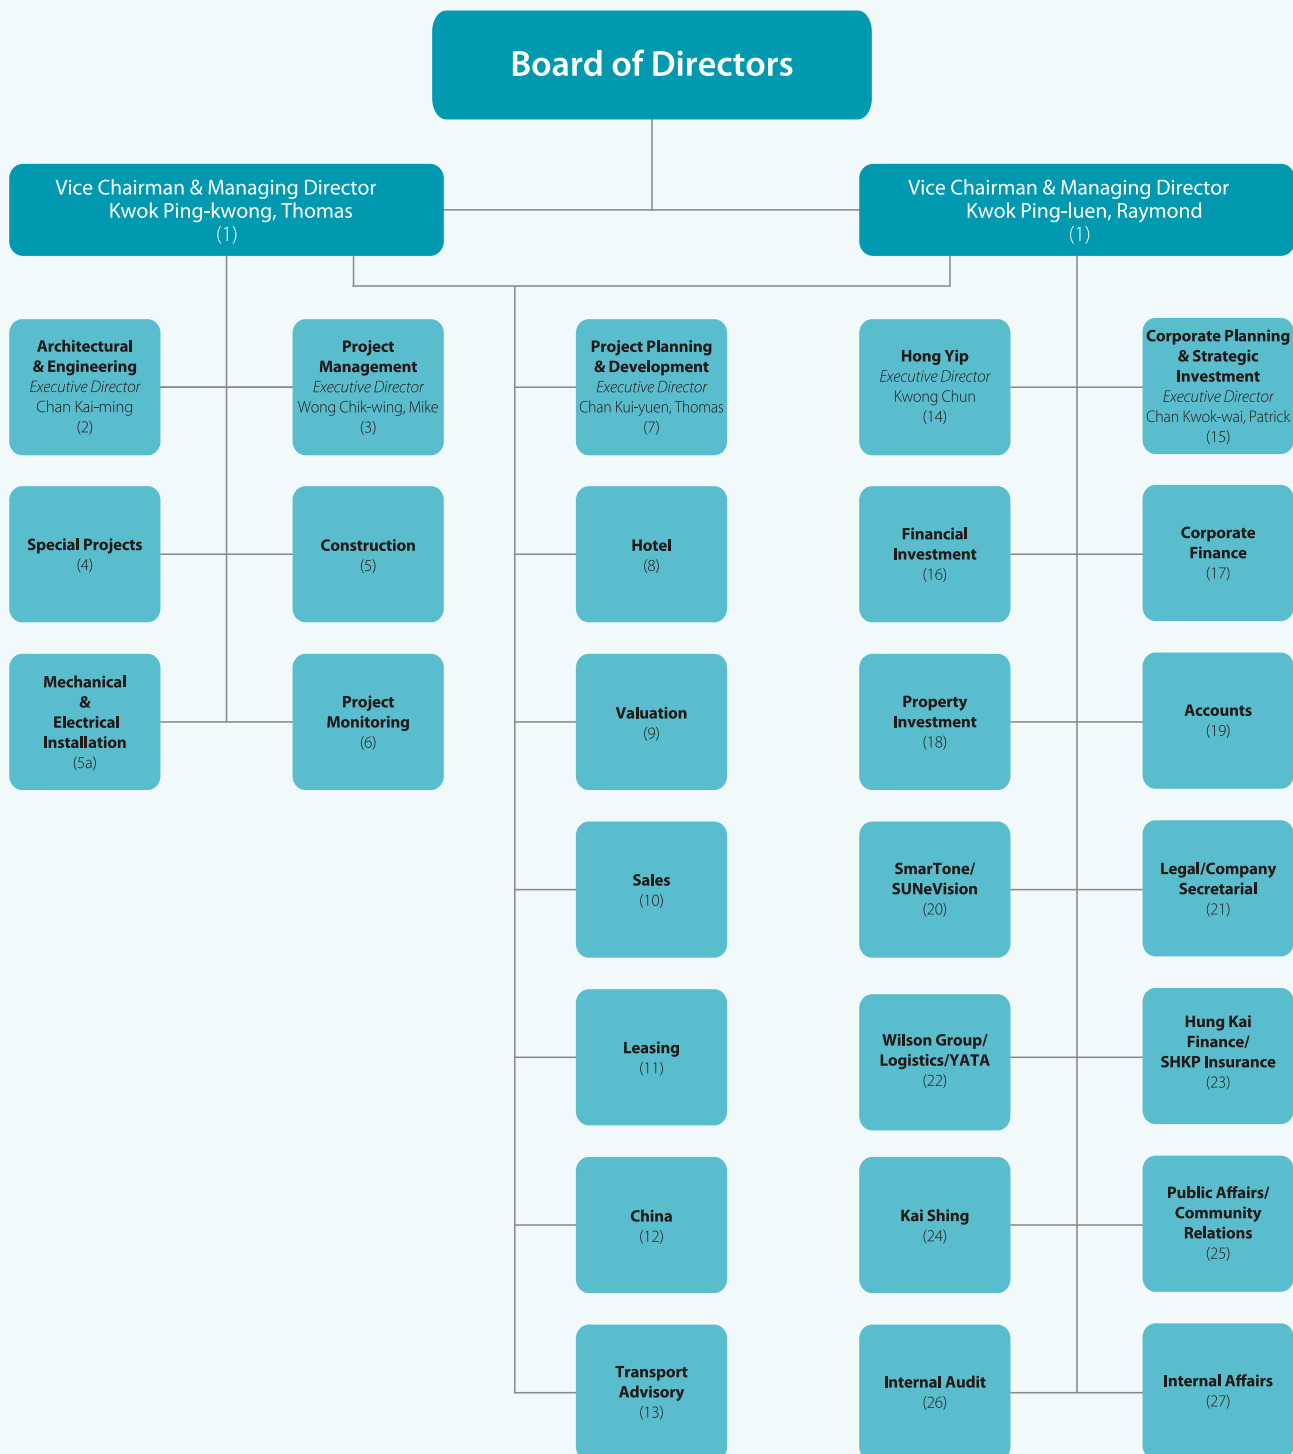 Board of Directors
Vice Chairman & Managing Director
Kwok Ping-kwong, Thomas
(1)
Vice Chairman & Managing Director
Kwok Ping-luen, Raymond
(1)
Architectural
& Engineering
Executive Director
Chan Kai-ming
(2)
Project
Management
Executive Director
Wong Chik-wing, Mike
(3)
Project Planning
& Development
Executive Director
Chan Kui-yuen, Thomas
(7)
Hong Yip
Executive Director
Kwong Chun
(14)
Corporate Planning
& Strategic
Investment
Executive Director
Chan Kwok-wai, Patrick
(15)
Special Projects
(4)
Construction
(5)
Hotel
(8)
Financial
Investment
(16)
Corporate
Finance
(17)
Mechanical
&
Electrical
Installation
(5a)
Project
Monitoring
(6)
Valuation
(9)
Property
Investment
(18)
Accounts
(19)
Sales
(10)
SmarTone/
SUNeVision
(20)
Legal/Company
Secretarial
(21)
Leasing
(11)
Wilson Group/
Logistics/YATA
(22)
Hung Kai
Finance/
SHKP Insurance
(23)
China
(12)
Kai Shing
(24)
Public Affairs/
Community
Relations
(25)
Transport
Advisory
(13)
Internal Audit
(26)
Internal Affairs
(27)